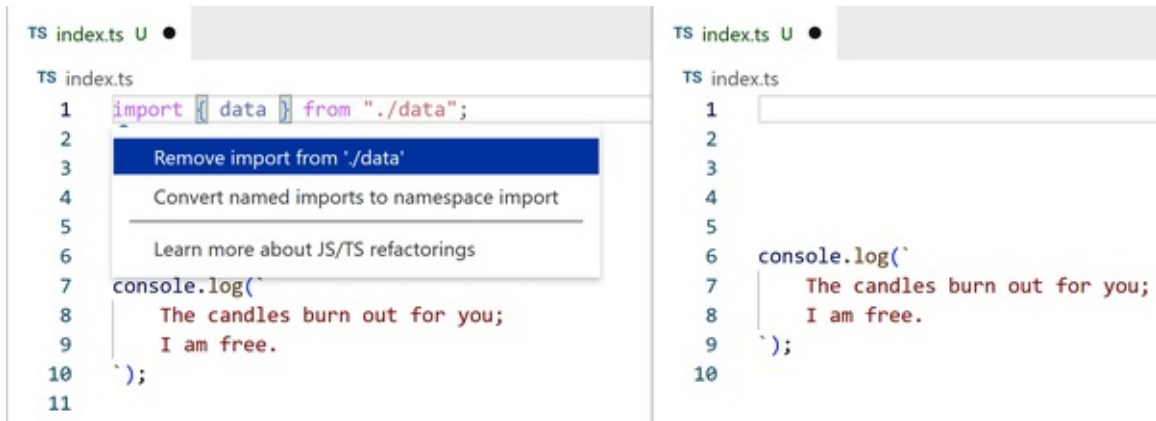 TS index.ts U ●
TS index.ts
1 import { data } from "./data";
2
Remove import from './data'
3
4
Convert named imports to namespace import
5
6
Learn more about JS/TS refactorings
7 console.log(`
8 The candles burn out for you;
9 I am free.
10 `);
11
TS index.ts U ●
TS index.ts
1
2
3
4
5
6 console.log(`
7 The candles burn out for you;
8 I am free.
9 `);
10